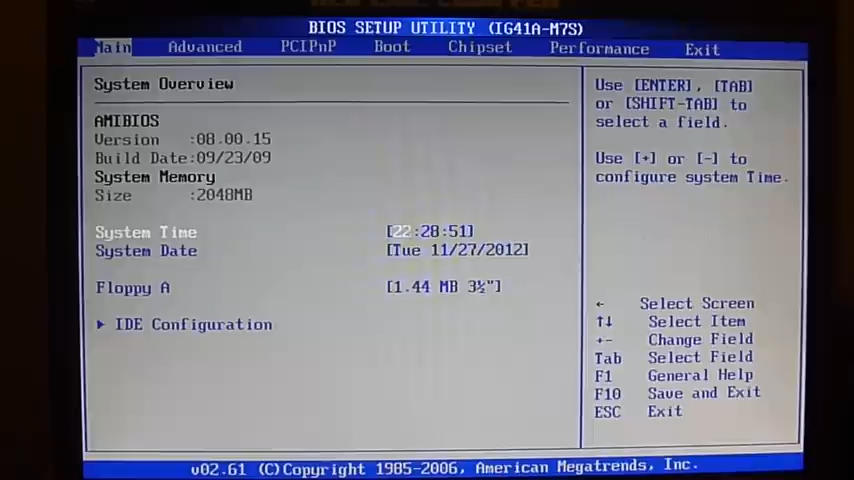 BIOS SETUP UTILITY (IG41A-M7S)
Main Advanced PCIPnP Boot Chipset Performance Exit
System Overview
AMIBIOS
Version :08.00.15
Build Date:09/23/09
System Memory
Size :2048MB
System Time [22:28:51]
System Date [Tue 11/27/2012]
Floppy A [1.44 MB 3½"]
▶ IDE Configuration
Use [ENTER], [TAB]
or [SHIFT-TAB] to
select a field.
Use [+] or [-] to
configure system Time.
← Select Screen
↑↓ Select Item
+- Change Field
Tab Select Field
F1 General Help
F10 Save and Exit
ESC Exit
v02.61 (C)Copyright 1985-2006, American Megatrends, Inc.